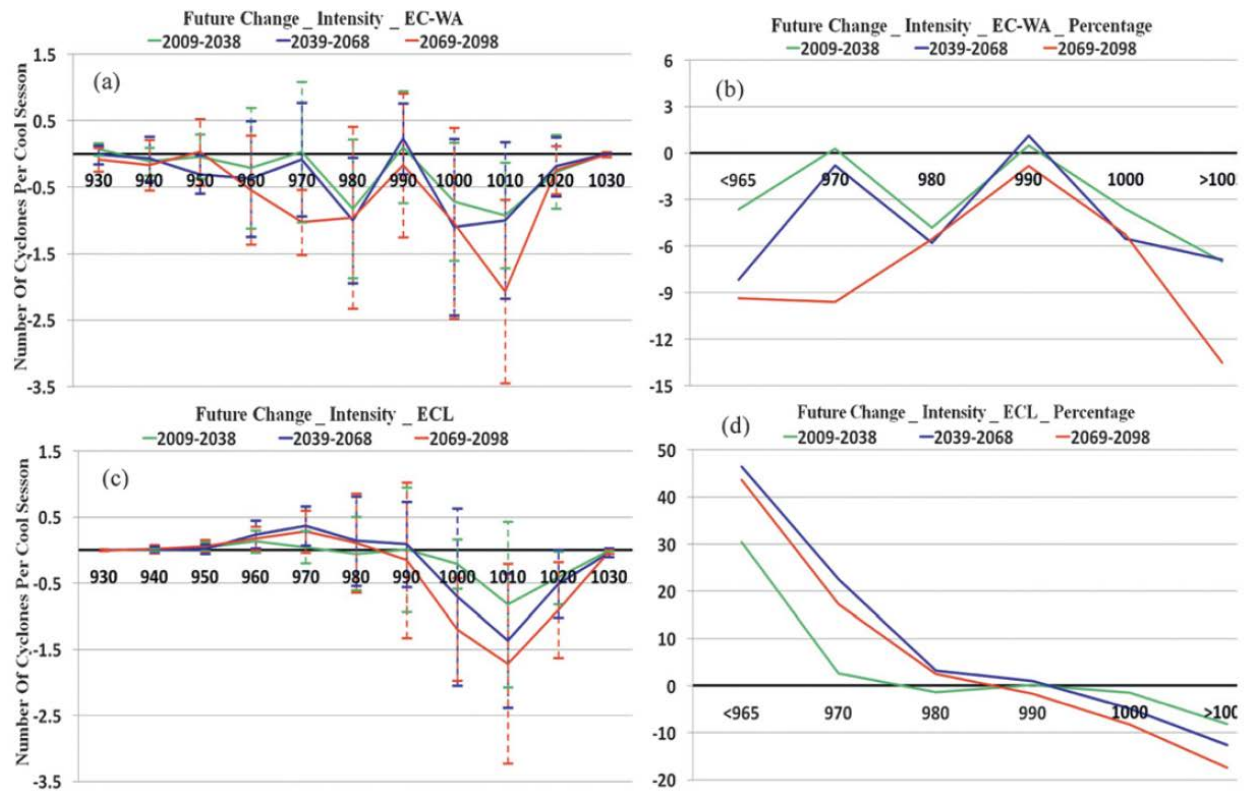 Future Change _ Intensity _ EC-WA
2009-2038 2039-2068 2069-2098
(a)
Number Of Cyclones Per Cool Sesson
1.5
0.5
-0.5
-1.5
-2.5
-3.5
930 940 950 960 970 980 990 1000 1010 1020 1030
Future Change _ Intensity _ EC-WA _ Percentage
2009-2038 2039-2068 2069-2098
(b)
6
3
0
-3
-6
-9
-12
-15
<965 970 980 990 1000 >100
Future Change _ Intensity _ ECL
2009-2038 2039-2068 2069-2098
(c)
Number Of Cyclones Per Cool Sesson
1.5
0.5
-0.5
-1.5
-2.5
-3.5
930 940 950 960 970 980 990 1000 1010 1020 1030
Future Change _ Intensity _ ECL _ Percentage
2009-2038 2039-2068 2069-2098
(d)
50
40
30
20
10
0
-10
-20
<965 970 980 990 1000 >100